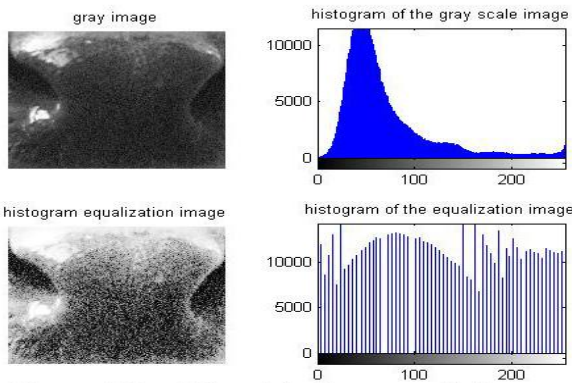 gray image
histogram of the gray scale image
10000
5000
0
0 100 200
histogram equalization image
histogram of the equalization image
10000
5000
0
0 100 200